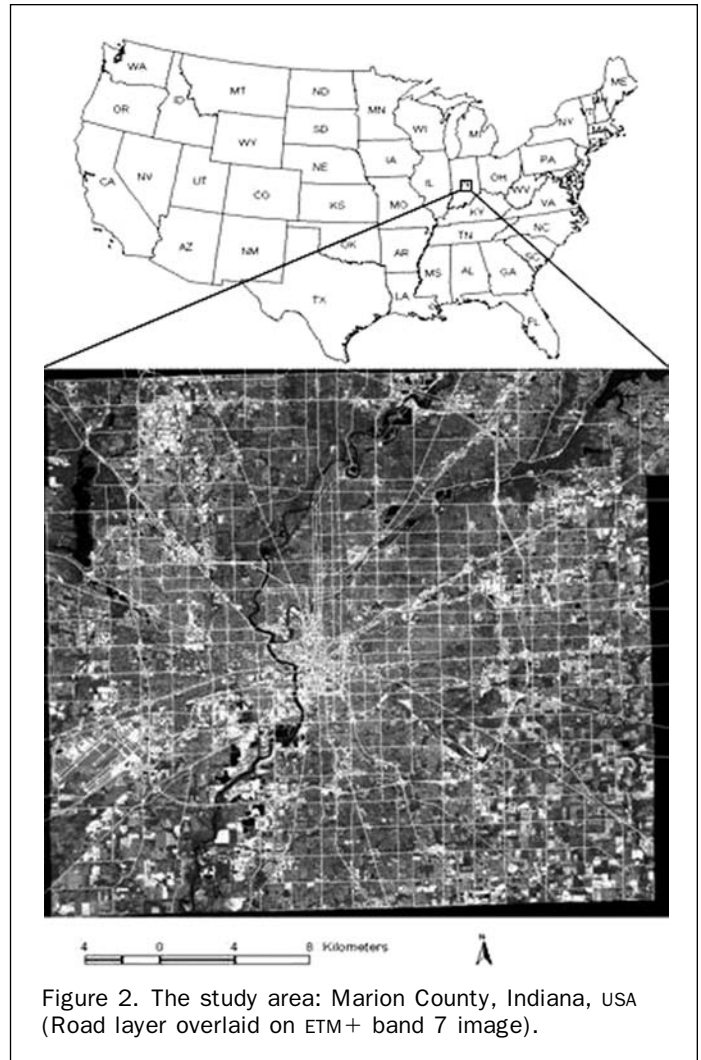 WA
MT
ND
MN
ME
OR
ID
SD
WI
MI
NY
WY
MA
CA
NV
UT
NE
IA
IL
OH
PA
CO
KS
MO
WV
VA
KY
AZ
NM
OK
AR
TN
NC
SC
MS
AL
GA
TX
LA
FL
4 0 4 8 Kilometers
N
Figure 2. The study area: Marion County, Indiana, USA
(Road layer overlaid on ETM+ band 7 image).